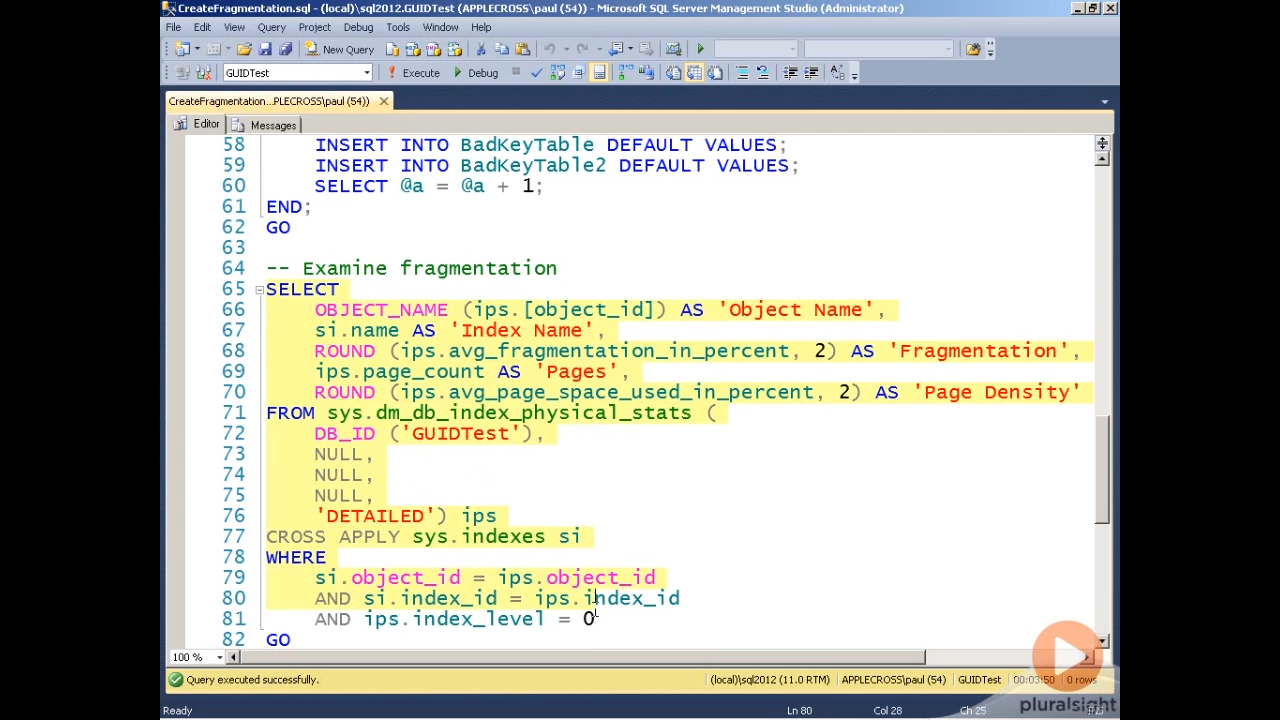 CreateFragmentation.sql - (local)\sql2012.GUIDTest (APPLECROSS\paul (54)) - Microsoft SQL Server Management Studio (Administrator)
File Edit View Query Project Debug Tools Window Help
New Query
GUIDTest Execute Debug
CreateFragmentation...PLECROSS\paul (54))
Editor Messages
58 INSERT INTO BadKeyTable DEFAULT VALUES;
59 INSERT INTO BadKeyTable2 DEFAULT VALUES;
60 SELECT @a = @a + 1;
61 END;
62 GO
63
64 -- Examine fragmentation
65 SELECT
66 OBJECT_NAME (ips.[object_id]) AS 'Object Name',
67 si.name AS 'Index Name',
68 ROUND (ips.avg_fragmentation_in_percent, 2) AS 'Fragmentation',
69 ips.page_count AS 'Pages',
70 ROUND (ips.avg_page_space_used_in_percent, 2) AS 'Page Density'
71 FROM sys.dm_db_index_physical_stats (
72 DB_ID ('GUIDTest'),
73 NULL,
74 NULL,
75 NULL,
76 'DETAILED') ips
77 CROSS APPLY sys.indexes si
78 WHERE
79 si.object_id = ips.object_id
80 AND si.index_id = ips.index_id
81 AND ips.index_level = 0
82 GO
100 %
Query executed successfully. (local)\sql2012 (11.0 RTM) APPLECROSS\paul (54) GUIDTest 00:03:50 0 rows
pluralsight
Ready Ln 80 Col 28 Ch 25 INS